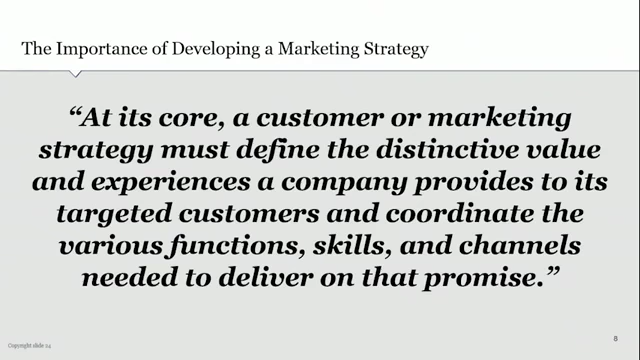 The Importance of Developing a Marketing Strategy
“At its core, a customer or marketing
strategy must define the distinctive value
and experiences a company provides to its
targeted customers and coordinate the
various functions, skills, and channels
needed to deliver on that promise.”
8
Copyright slide 24